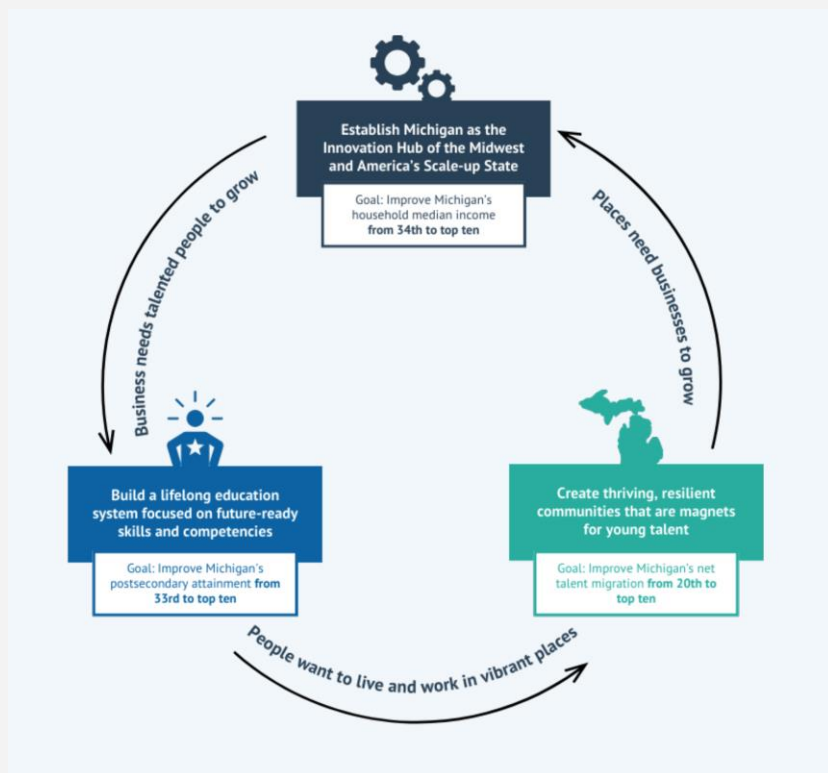 Establish Michigan as the
Innovation Hub of the Midwest
and America's Scale-up State
Goal: Improve Michigan's
household median income
from 34th to top ten
Business needs talented people to grow
Places need businesses to grow
Build a lifelong education
system focused on future-ready
skills and competencies
Goal: Improve Michigan's
postsecondary attainment from
33rd to top ten
Create thriving, resilient
communities that are magnets
for young talent
Goal: Improve Michigan's net
talent migration from 20th to
top ten
People want to live and work in vibrant places